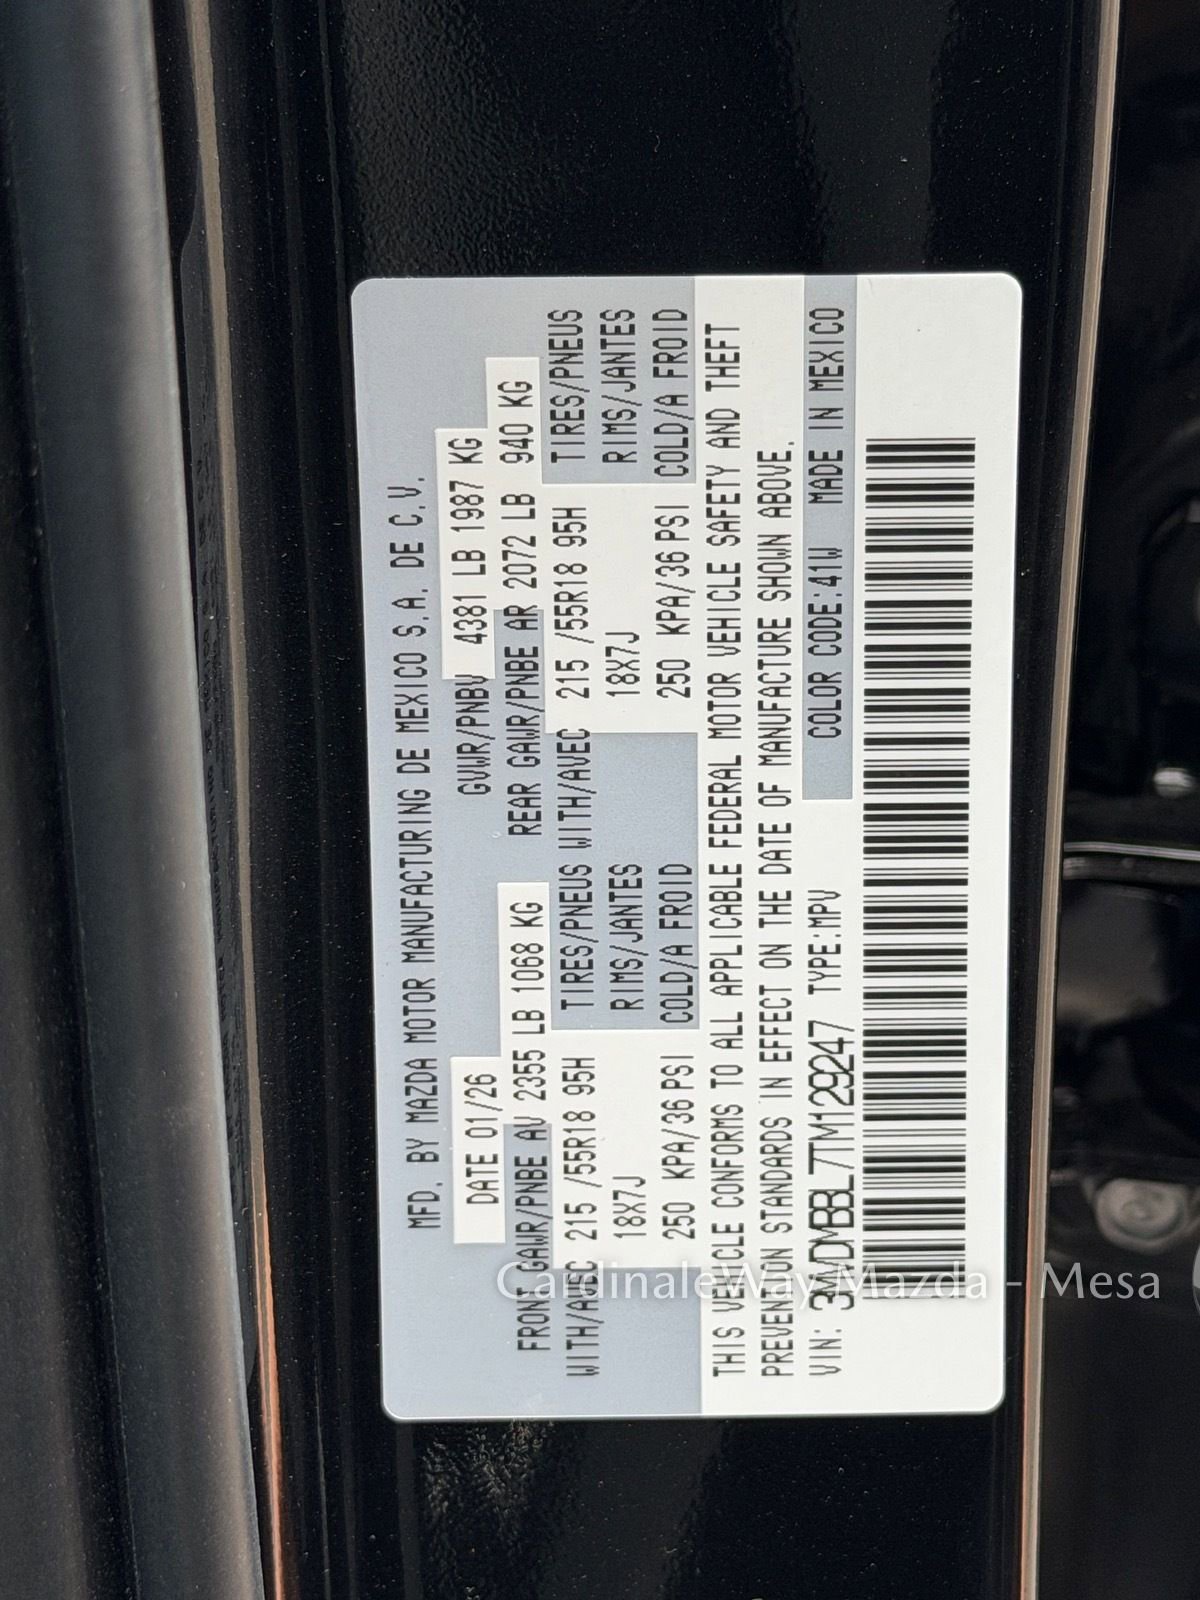 MFD. BY MAZDA MOTOR MANUFACTURING DE MEXICO S.A. DE C.V.
DATE 01/26 GVWR/PNBV 4381 LB 1987 KG
FRONT GAWR/PNBE AV 2355 LB 1068 KG REAR GAWR/PNBE AR 2072 LB 940 KG
WITH/AVEC 215 /55R18 95H TIRES/PNEUS WITH/AVEC 215 /55R18 95H TIRES/PNEUS
18X7J RIMS/JANTES 18X7J RIMS/JANTES
250 KPA/36 PSI COLD/A FROID 250 KPA/36 PSI COLD/A FROID
THIS VEHICLE CONFORMS TO ALL APPLICABLE FEDERAL MOTOR VEHICLE SAFETY AND THEFT
PREVENTION STANDARDS IN EFFECT ON THE DATE OF MANUFACTURE SHOWN ABOVE.
VIN: 3MVDMBBL7TM129247 TYPE:MPV COLOR CODE:41W MADE IN MEXICO
CardinaleWay Mazda - Mesa